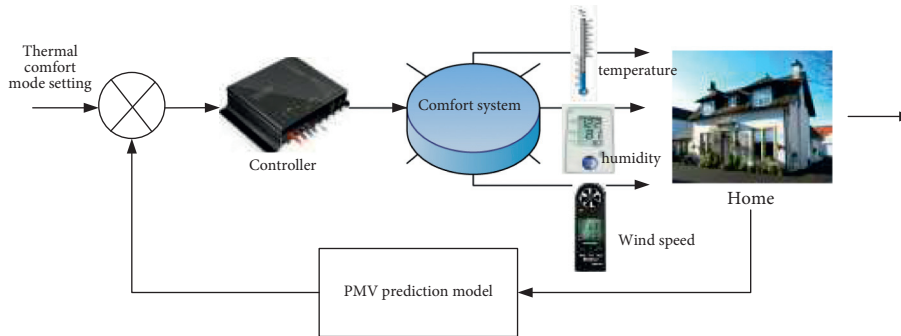 Thermal
comfort
mode setting
Controller
Comfort system
temperature
humidity
Wind speed
Home
PMV prediction model